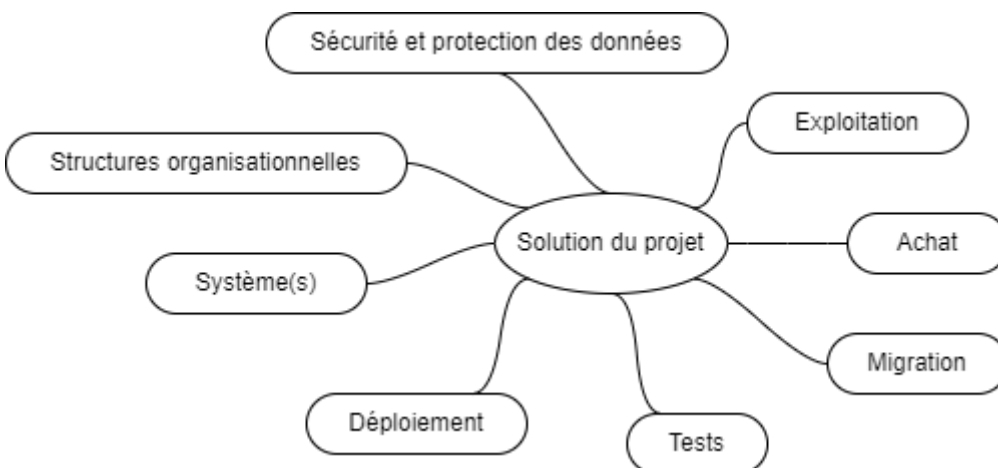 Sécurité et protection des données
Exploitation
Structures organisationnelles
Solution du projet
Achat
Système(s)
Migration
Déploiement
Tests